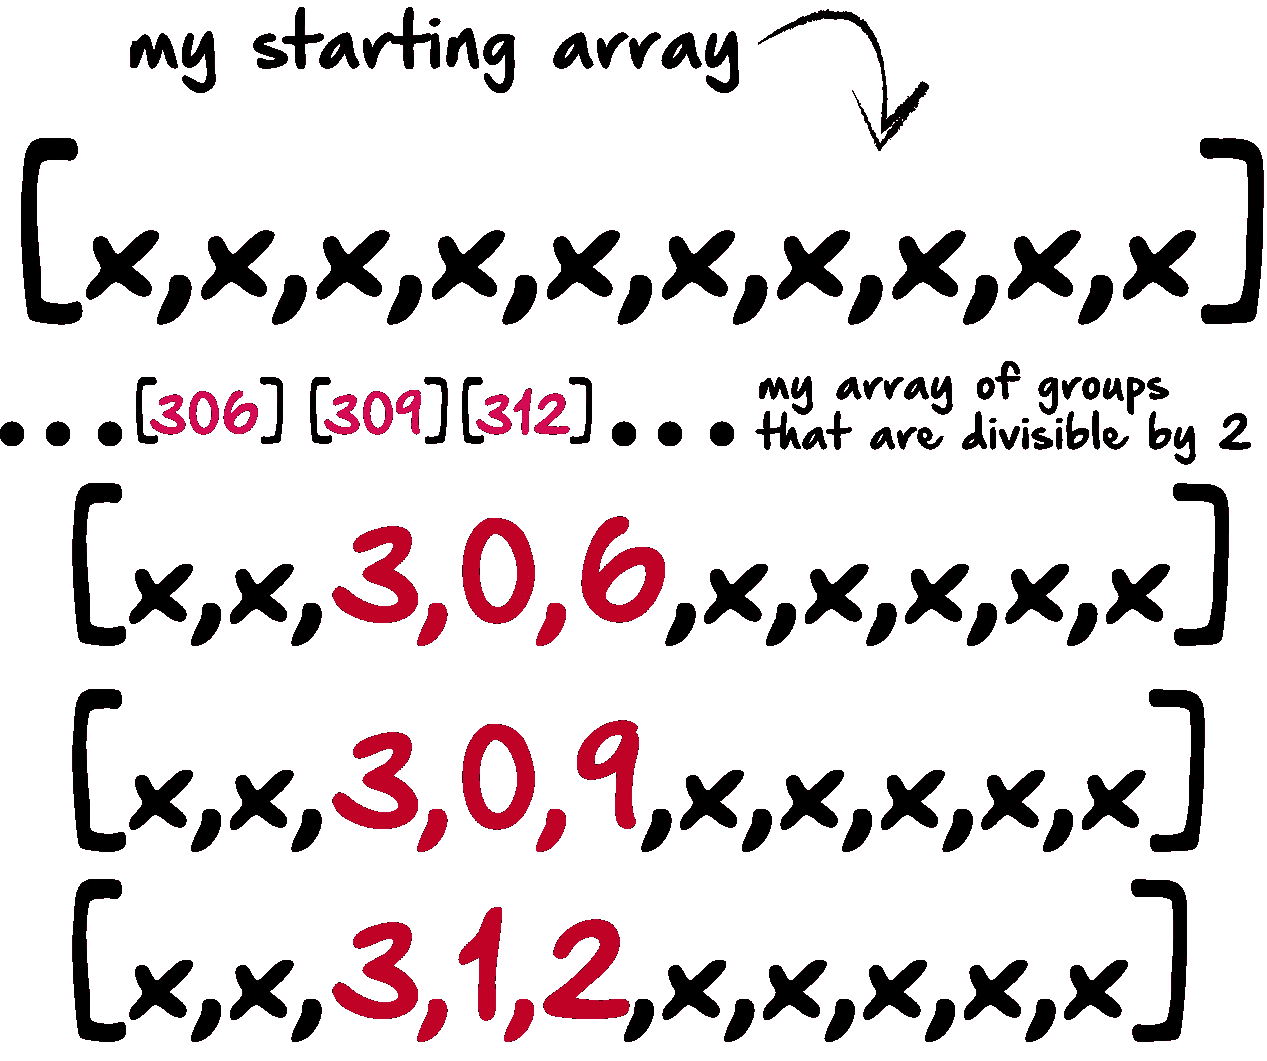 my starting array
[x,x,x,x,x,x,x,x,x,x]
...[306] [309] [312]...
my array of groups
that are divisible by 2
[x,x,3,0,6,x,x,x,x,x]
[x,x,3,0,9,x,x,x,x,x]
[x,x,3,1,2,x,x,x,x,x]